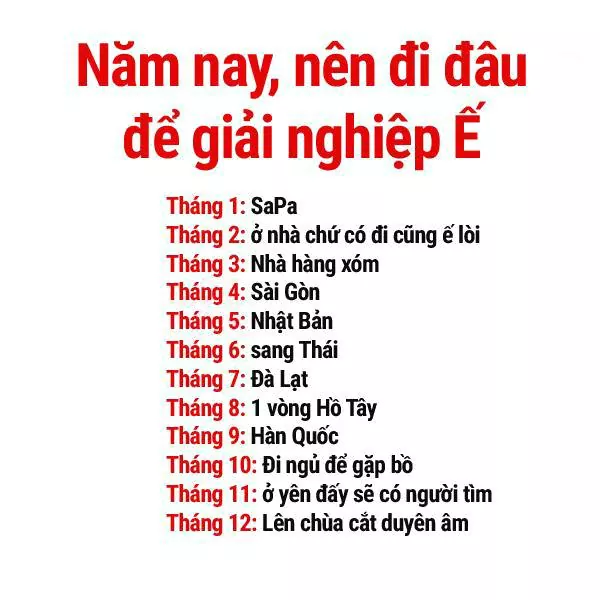 Năm nay, nên đi đâu
để giải nghiệp Ế
Tháng 1: SaPa
Tháng 2: ở nhà chứ có đi cũng ế lòi
Tháng 3: Nhà hàng xóm
Tháng 4: Sài Gòn
Tháng 5: Nhật Bản
Tháng 6: sang Thái
Tháng 7: Đà Lạt
Tháng 8: 1 vòng Hồ Tây
Tháng 9: Hàn Quốc
Tháng 10: Đi ngủ để gặp bồ
Tháng 11: ở yên đấy sẽ có người tìm
Tháng 12: Lên chùa cắt duyên âm